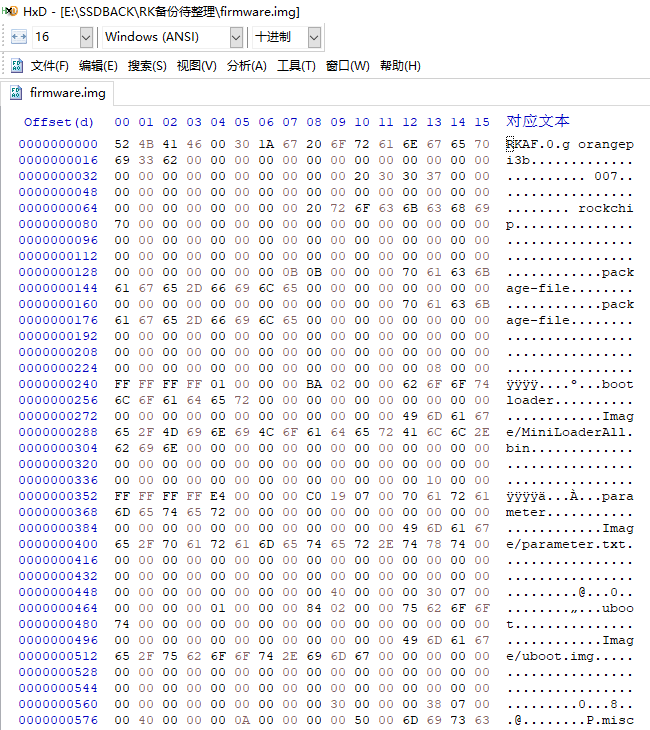 HxD - [E:\SSDBACK\RK备份待整理\firmware.img]
16 Windows (ANSI) 十进制
文件(F) 编辑(E) 搜索(S) 视图(V) 分析(A) 工具(T) 窗口(W) 帮助(H)
firmware.img
Offset(d) 00 01 02 03 04 05 06 07 08 09 10 11 12 13 14 15 对应文本
0000000000 52 4B 41 46 00 30 1A 67 20 6F 72 61 6E 67 65 70 RKAF.0.g orangep
0000000016 69 33 62 00 00 00 00 00 00 00 00 00 00 00 00 00 i3b.............
0000000032 00 00 00 00 00 00 00 00 00 00 20 30 30 37 00 00 .......... 007..
0000000048 00 00 00 00 00 00 00 00 00 00 00 00 00 00 00 00 ................
0000000064 00 00 00 00 00 00 00 00 20 72 6F 63 6B 63 68 69 ........ rockchi
0000000080 70 00 00 00 00 00 00 00 00 00 00 00 00 00 00 00 p...............
0000000096 00 00 00 00 00 00 00 00 00 00 00 00 00 00 00 00 ................
0000000112 00 00 00 00 00 00 00 00 00 00 00 00 00 00 00 00 ................
0000000128 00 00 00 00 00 00 00 0B 0B 00 00 00 70 61 63 6B ............pack
0000000144 61 67 65 2D 66 69 6C 65 00 00 00 00 00 00 00 00 age-file........
0000000160 00 00 00 00 00 00 00 00 00 00 00 00 70 61 63 6B ............pack
0000000176 61 67 65 2D 66 69 6C 65 00 00 00 00 00 00 00 00 age-file........
0000000192 00 00 00 00 00 00 00 00 00 00 00 00 00 00 00 00 ................
0000000208 00 00 00 00 00 00 00 00 00 00 00 00 00 00 00 00 ................
0000000224 00 00 00 00 00 00 00 00 00 00 00 00 00 08 00 00 ................
0000000240 FF FF FF FF 01 00 00 00 BA 02 00 00 62 6F 6F 74 ÿÿÿÿ....º...boot
0000000256 6C 6F 61 64 65 72 00 00 00 00 00 00 00 00 00 00 loader..........
0000000272 00 00 00 00 00 00 00 00 00 00 00 00 49 6D 61 67 ............Imag
0000000288 65 2F 4D 69 6E 69 4C 6F 61 64 65 72 41 6C 6C 2E e/MiniLoaderAll.
0000000304 62 69 6E 00 00 00 00 00 00 00 00 00 00 00 00 00 bin.............
0000000320 00 00 00 00 00 00 00 00 00 00 00 00 00 00 00 00 ................
0000000336 00 00 00 00 00 00 00 00 00 00 00 00 00 10 00 00 ................
0000000352 FF FF FF FF E4 00 00 00 C0 19 07 00 70 61 72 61 ÿÿÿÿä...À...para
0000000368 6D 65 74 65 72 00 00 00 00 00 00 00 00 00 00 00 meter...........
0000000384 00 00 00 00 00 00 00 00 00 00 00 00 49 6D 61 67 ............Imag
0000000400 65 2F 70 61 72 61 6D 65 74 65 72 2E 74 78 74 00 e/parameter.txt.
0000000416 00 00 00 00 00 00 00 00 00 00 00 00 00 00 00 00 ................
0000000432 00 00 00 00 00 00 00 00 00 00 00 00 00 00 00 00 ................
0000000448 00 00 00 00 00 00 00 00 00 40 00 00 00 30 07 00 .........@...0..
0000000464 00 00 00 00 01 00 00 00 84 02 00 00 75 62 6F 6F ........„...uboo
0000000480 74 00 00 00 00 00 00 00 00 00 00 00 00 00 00 00 t...............
0000000496 00 00 00 00 00 00 00 00 00 00 00 00 49 6D 61 67 ............Imag
0000000512 65 2F 75 62 6F 6F 74 2E 69 6D 67 00 00 00 00 00 e/uboot.img.....
0000000528 00 00 00 00 00 00 00 00 00 00 00 00 00 00 00 00 ................
0000000544 00 00 00 00 00 00 00 00 00 00 00 00 00 00 00 00 ................
0000000560 00 00 00 00 00 00 00 00 00 30 00 00 00 38 07 00 .........0...8..
0000000576 00 40 00 00 00 0A 00 00 00 00 50 00 6D 69 73 63 .@........P.misc